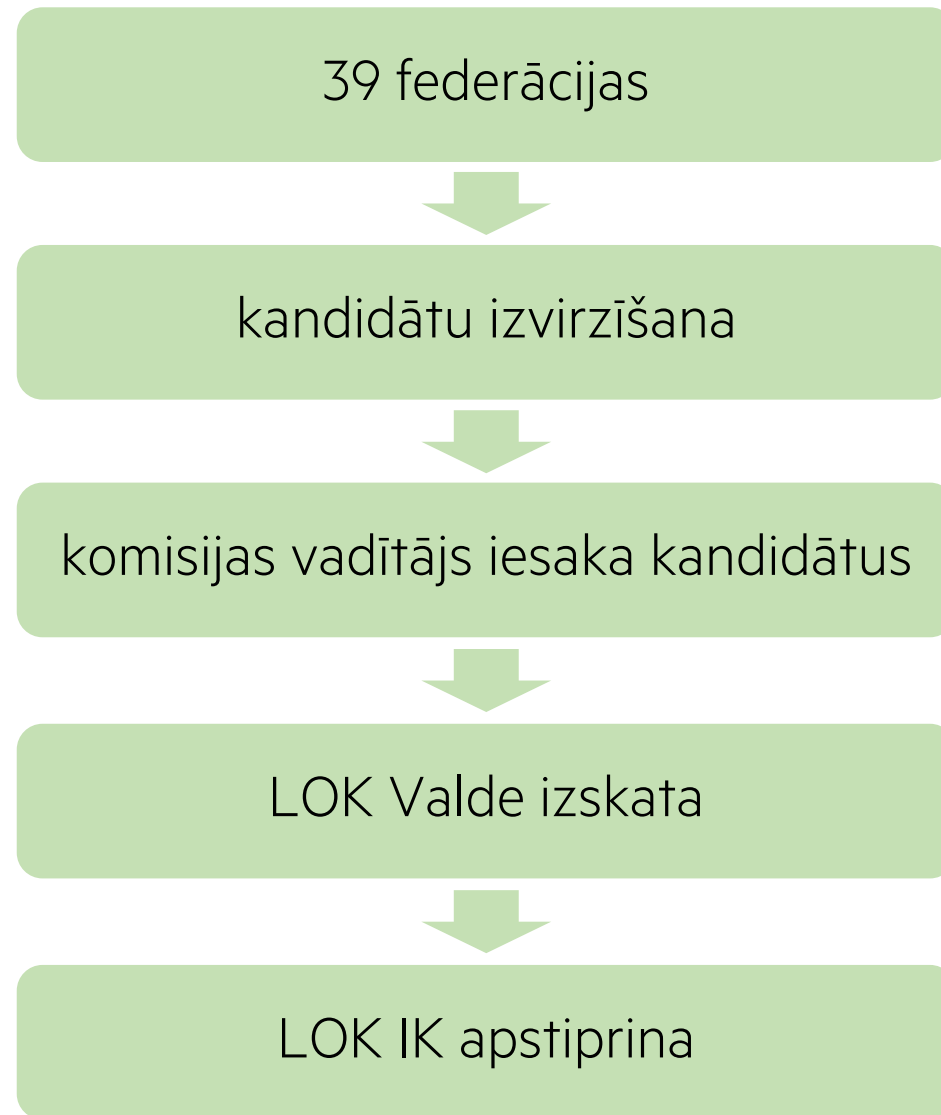 39 federācijas
kandidātu izvirzīšana
komisijas vadītājs iesaka kandidātus
LOK Valde izskata
LOK IK apstiprina